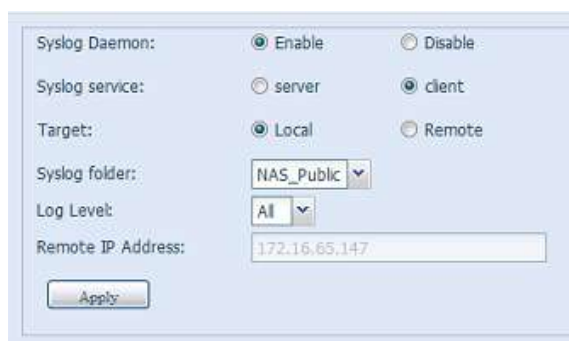 Syslog Daemon: Enable Disable
Syslog service: server client
Target: Local Remote
Syslog folder: NAS_Public
Log Level: All
Remote IP Address: 172.16.65.147
Apply